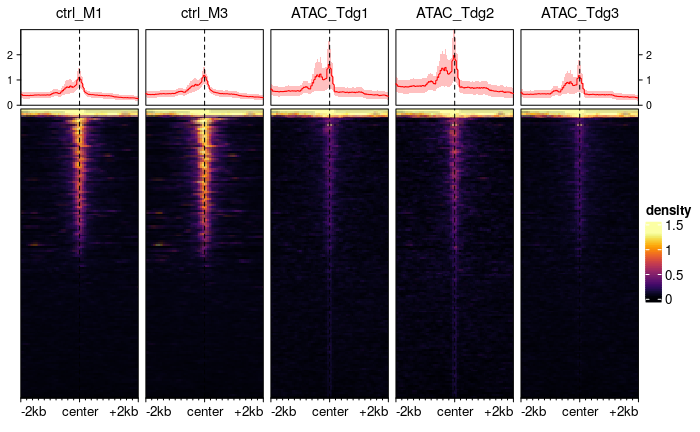 ctrl_M1 ctrl_M3 ATAC_Tdg1 ATAC_Tdg2 ATAC_Tdg3
2 2
1 1
0 0
density
1.5
1
0.5
0
-2kb center +2kb -2kb center +2kb -2kb center +2kb -2kb center +2kb -2kb center +2kb